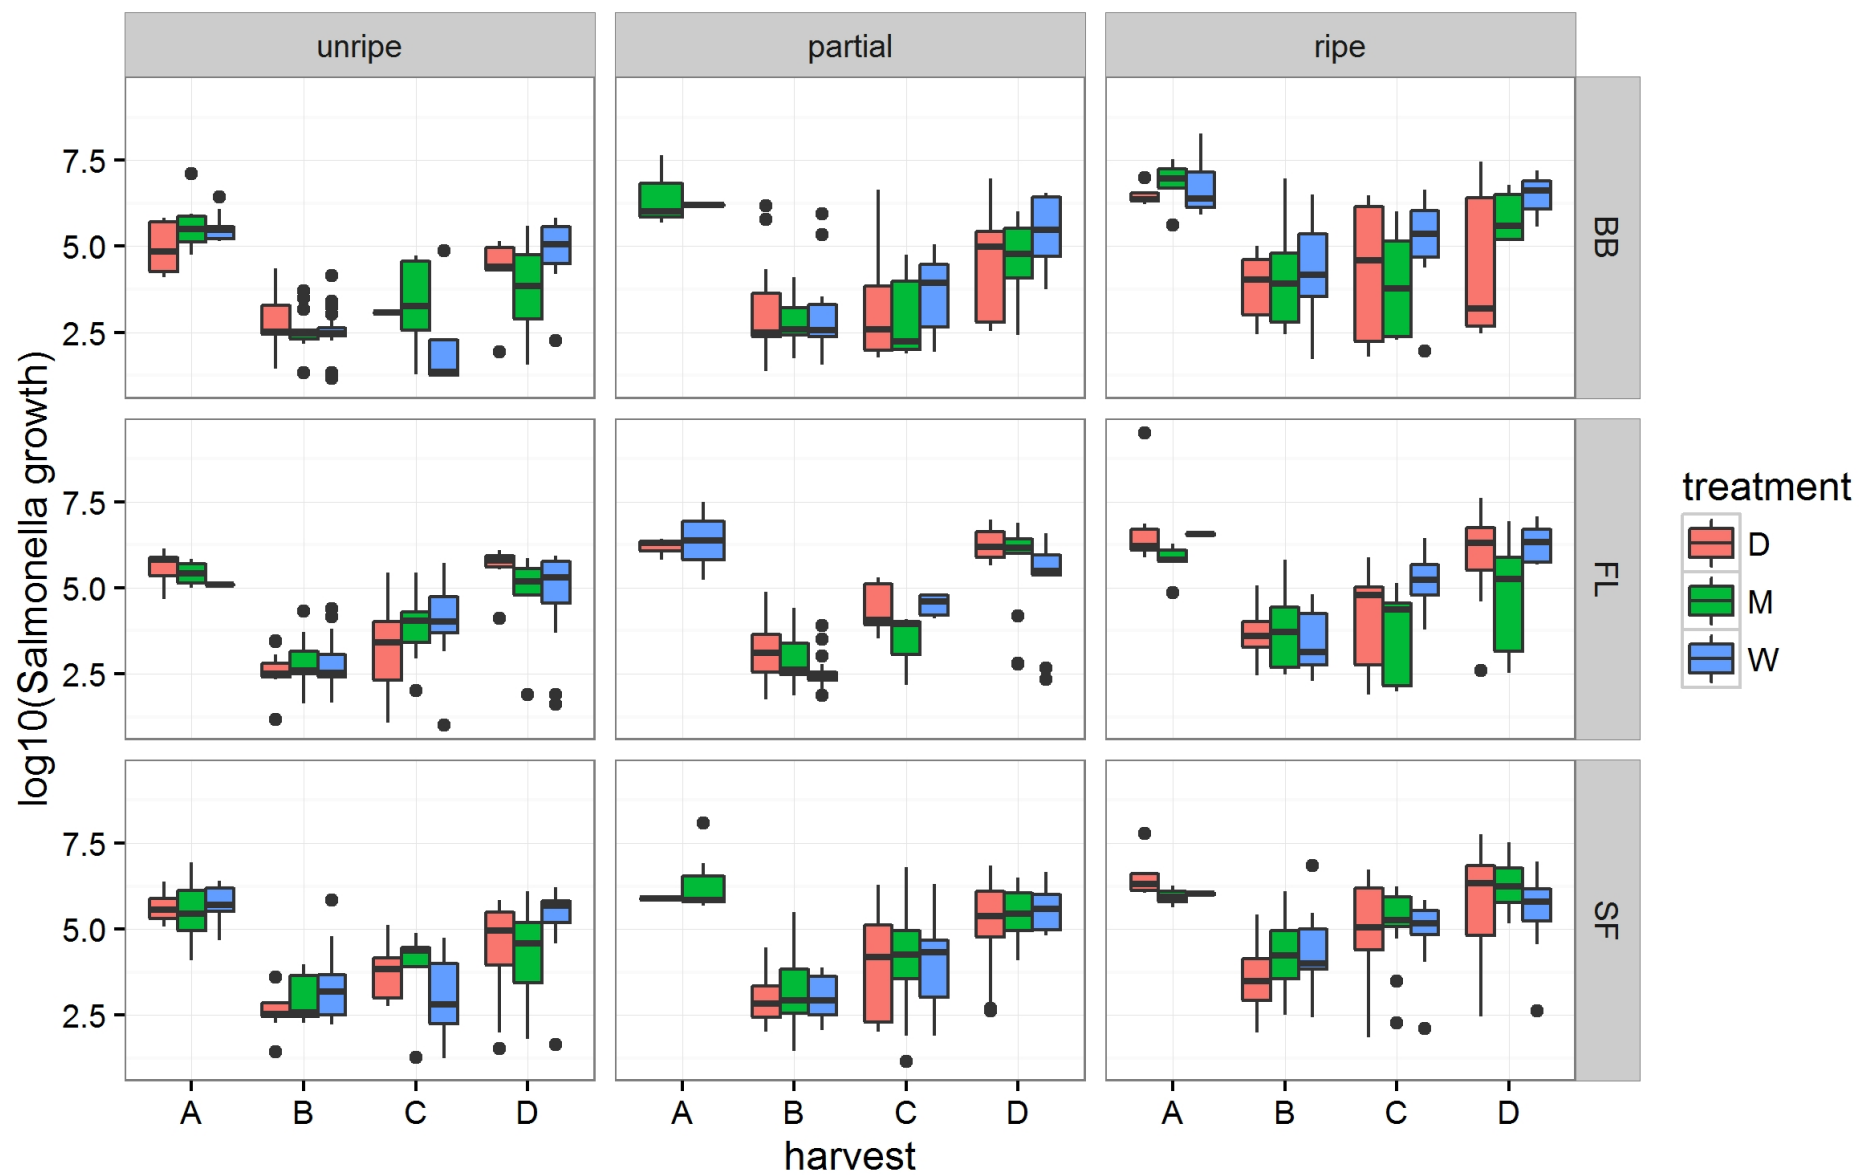 unripe partial ripe
7.5
5.0
2.5
BB
7.5
5.0
2.5
FL
7.5
5.0
2.5
SF
log10(Salmonella growth)
A B C D A B C D A B C D
harvest
treatment
D
M
W